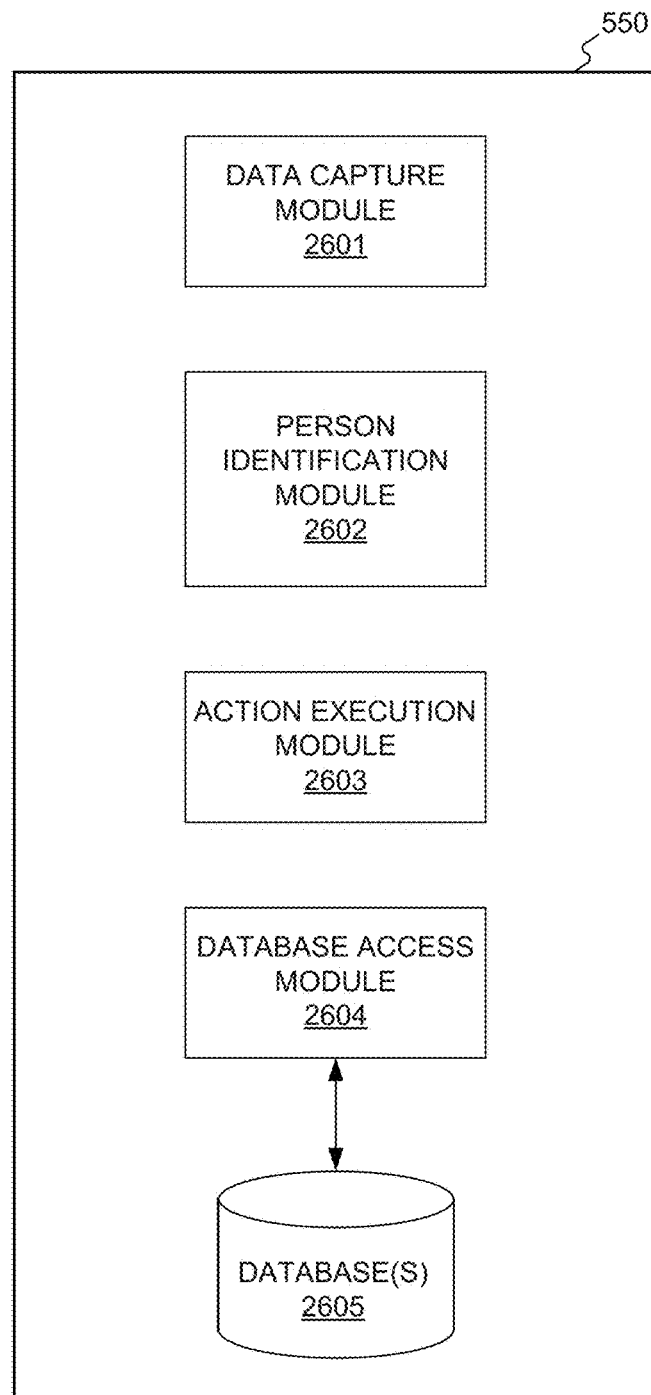 550
DATA CAPTURE
MODULE
2601
PERSON
IDENTIFICATION
MODULE
2602
ACTION EXECUTION
MODULE
2603
DATABASE ACCESS
MODULE
2604
DATABASE(S)
2605